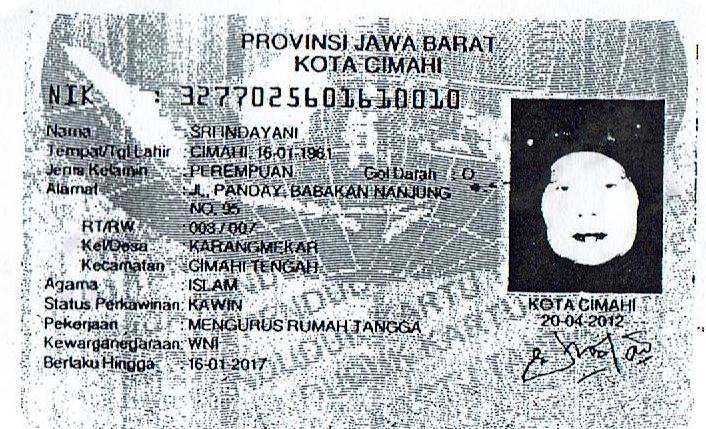 PROVINSI JAWA BARAT
KOTA CIMAHI
NIK : 3277025601610010
Nama : SRI INDAYANI
Tempat/Tgl Lahir : CIMAHI, 16-01-1961
Jenis Kelamin : PEREMPUAN Gol Darah : O
Alamat : JL. PANDAY. BABAKAN NANJUNG
NO. 95
RT/RW : 003 / 007
Kel/Desa : KARANGMEKAR
Kecamatan : CIMAHI TENGAH
Agama : ISLAM
Status Perkawinan: KAWIN
Pekerjaan : MENGURUS RUMAH TANGGA
Kewarganegaraan: WNI
Berlaku Hingga : 16-01-2017
KOTA CIMAHI
20-04-2012